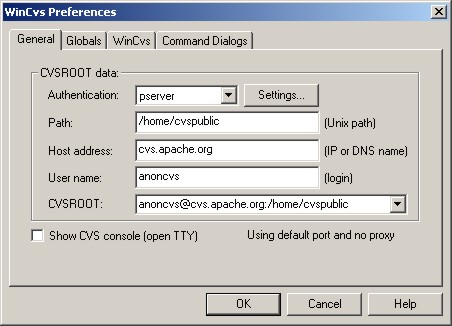 WinCvs Preferences
General Globals WinCvs Command Dialogs
CVSROOT data:
Authentication: pserver Settings...
Path: /home/cvspublic (Unix path)
Host address: cvs.apache.org (IP or DNS name)
User name: anoncvs (login)
CVSROOT: anoncvs@cvs.apache.org:/home/cvspublic
Show CVS console (open TTY) Using default port and no proxy
OK Cancel Help